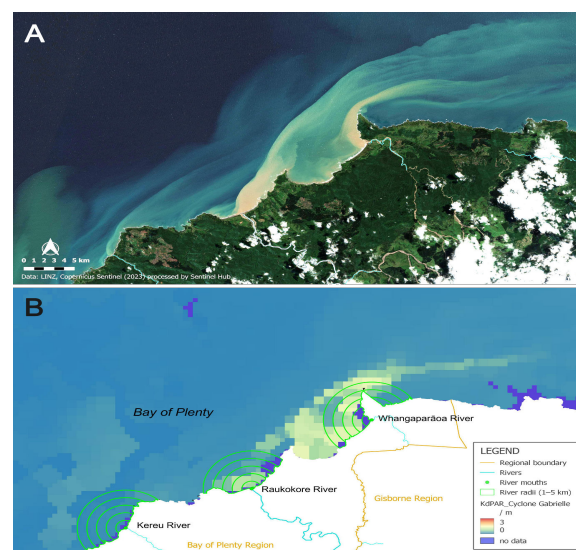 A
0 1 2 3 4 5 km
Data: LINZ, Copernicus Sentinel (2023) processed by Sentinel Hub
B
Bay of Plenty
Whangaparāoa River
Raukokore River
Gisborne Region
Kereu River
Bay of Plenty Region
LEGEND
Regional boundary
Rivers
River mouths
River radii (1–5 km)
KdPAR_Cyclone Gabrielle
/ m
3
0
no data